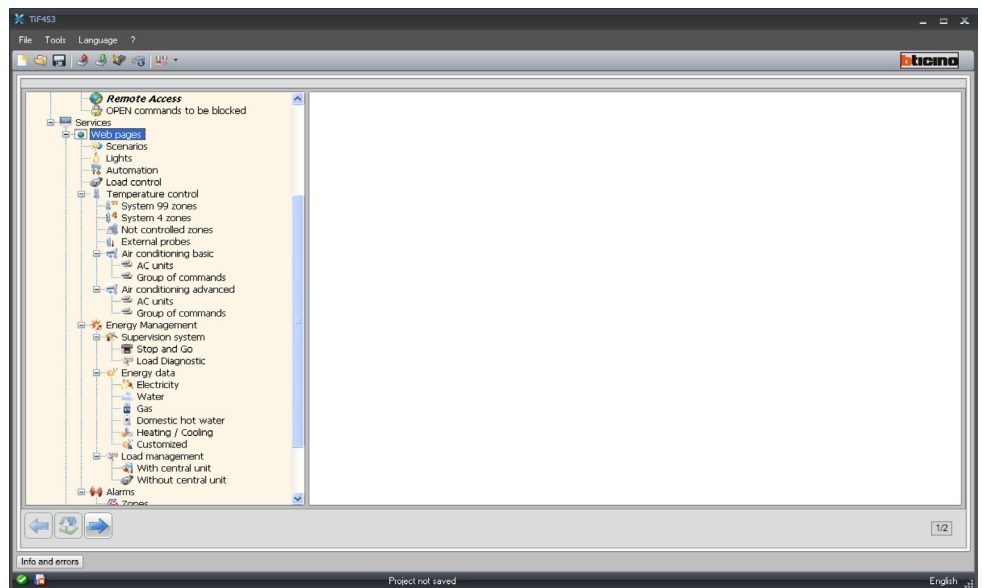 TiF453
File Tools Language ?
bticino
Remote Access
OPEN commands to be blocked
Services
Web pages
Scenarios
Lights
Automation
Load control
Temperature control
System 99 zones
System 4 zones
Not controlled zones
External probes
Air conditioning basic
AC units
Group of commands
Air conditioning advanced
AC units
Group of commands
Energy Management
Supervision system
Stop and Go
Load Diagnostic
Energy data
Electricity
Water
Gas
Domestic hot water
Heating / Cooling
Customized
Load management
With central unit
Without central unit
Alarms
Zones
1/2
Info and errors
Project not saved
English